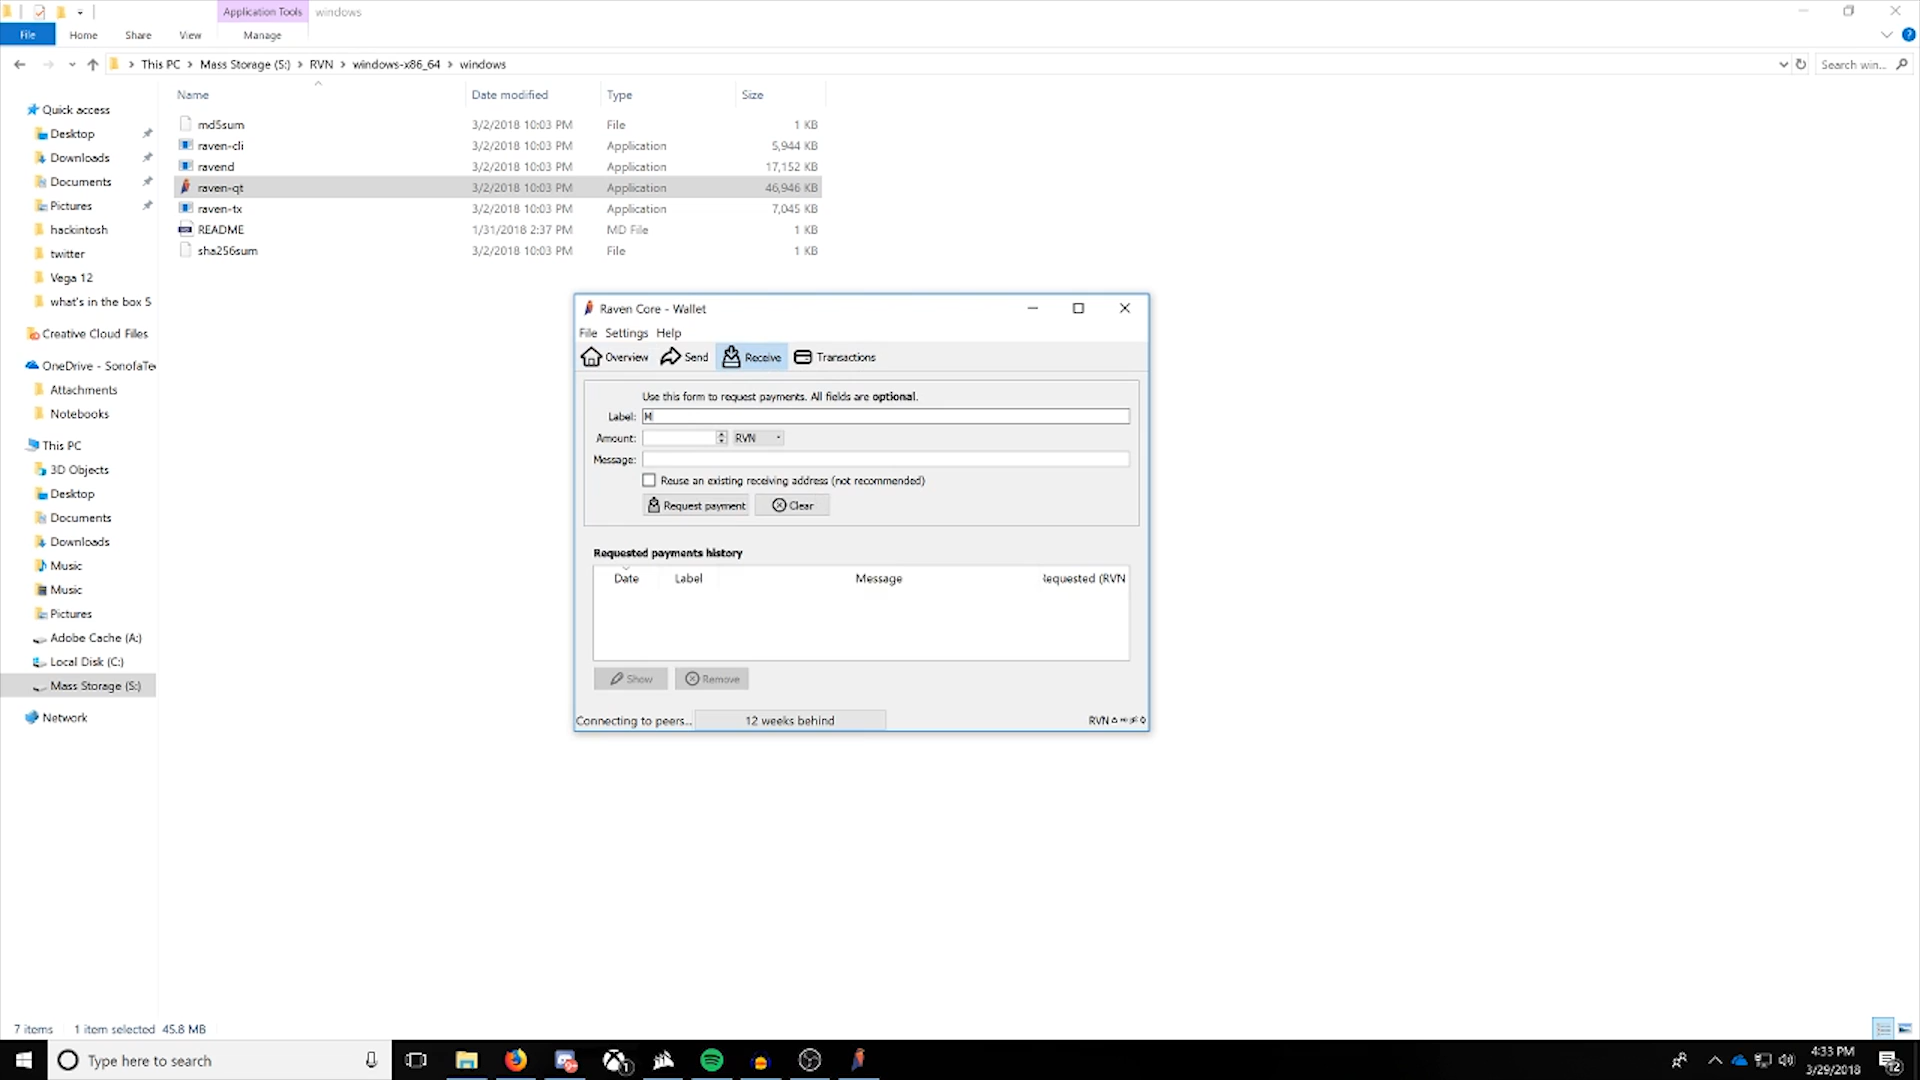 Application Tools windows
File Home Share View Manage
This PC Mass Storage (S:) RVN windows-x86_64 windows Search win...
Name Date modified Type Size
Quick access
Desktop
Downloads
Documents
Pictures
hackintosh
twitter
Vega 12
what's in the box 5
Creative Cloud Files
OneDrive - SonofaTe
Attachments
Notebooks
This PC
3D Objects
Desktop
Documents
Downloads
Music
Music
Pictures
Adobe Cache (A:)
Local Disk (C:)
Mass Storage (S:)
Network
md5sum 3/2/2018 10:03 PM File 1 KB
raven-cli 3/2/2018 10:03 PM Application 5,944 KB
ravend 3/2/2018 10:03 PM Application 17,152 KB
raven-qt 3/2/2018 10:03 PM Application 46,946 KB
raven-tx 3/2/2018 10:03 PM Application 7,045 KB
README 1/31/2018 2:37 PM MD File 1 KB
sha256sum 3/2/2018 10:03 PM File 1 KB
Raven Core - Wallet
File Settings Help
Overview Send Receive Transactions
Use this form to request payments. All fields are optional.
Label: M
Amount: RVN
Message:
Reuse an existing receiving address (not recommended)
Request payment Clear
Requested payments history
Date Label Message equested (RVN
Show Remove
Connecting to peers... 12 weeks behind RVN
7 items 1 item selected 45.8 MB
Type here to search
1
4:33 PM
3/29/2018
12